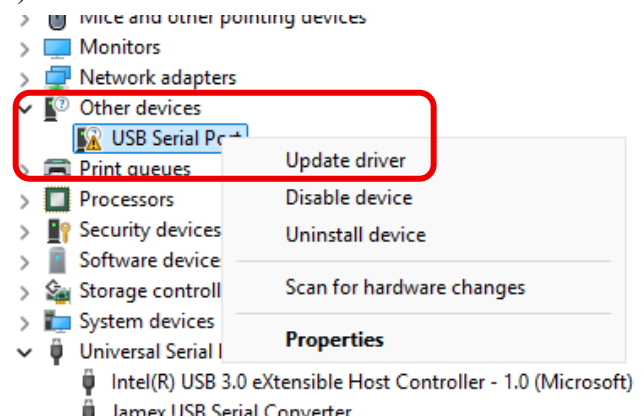 Mice and other pointing devices
Monitors
Network adapters
Other devices
USB Serial Port
Update driver
Print queues
Processors
Disable device
Security devices
Uninstall device
Software device
Storage controll
Scan for hardware changes
System devices
Properties
Universal Serial
Intel(R) USB 3.0 eXtensible Host Controller - 1.0 (Microsoft)
Jamex USB Serial Converter